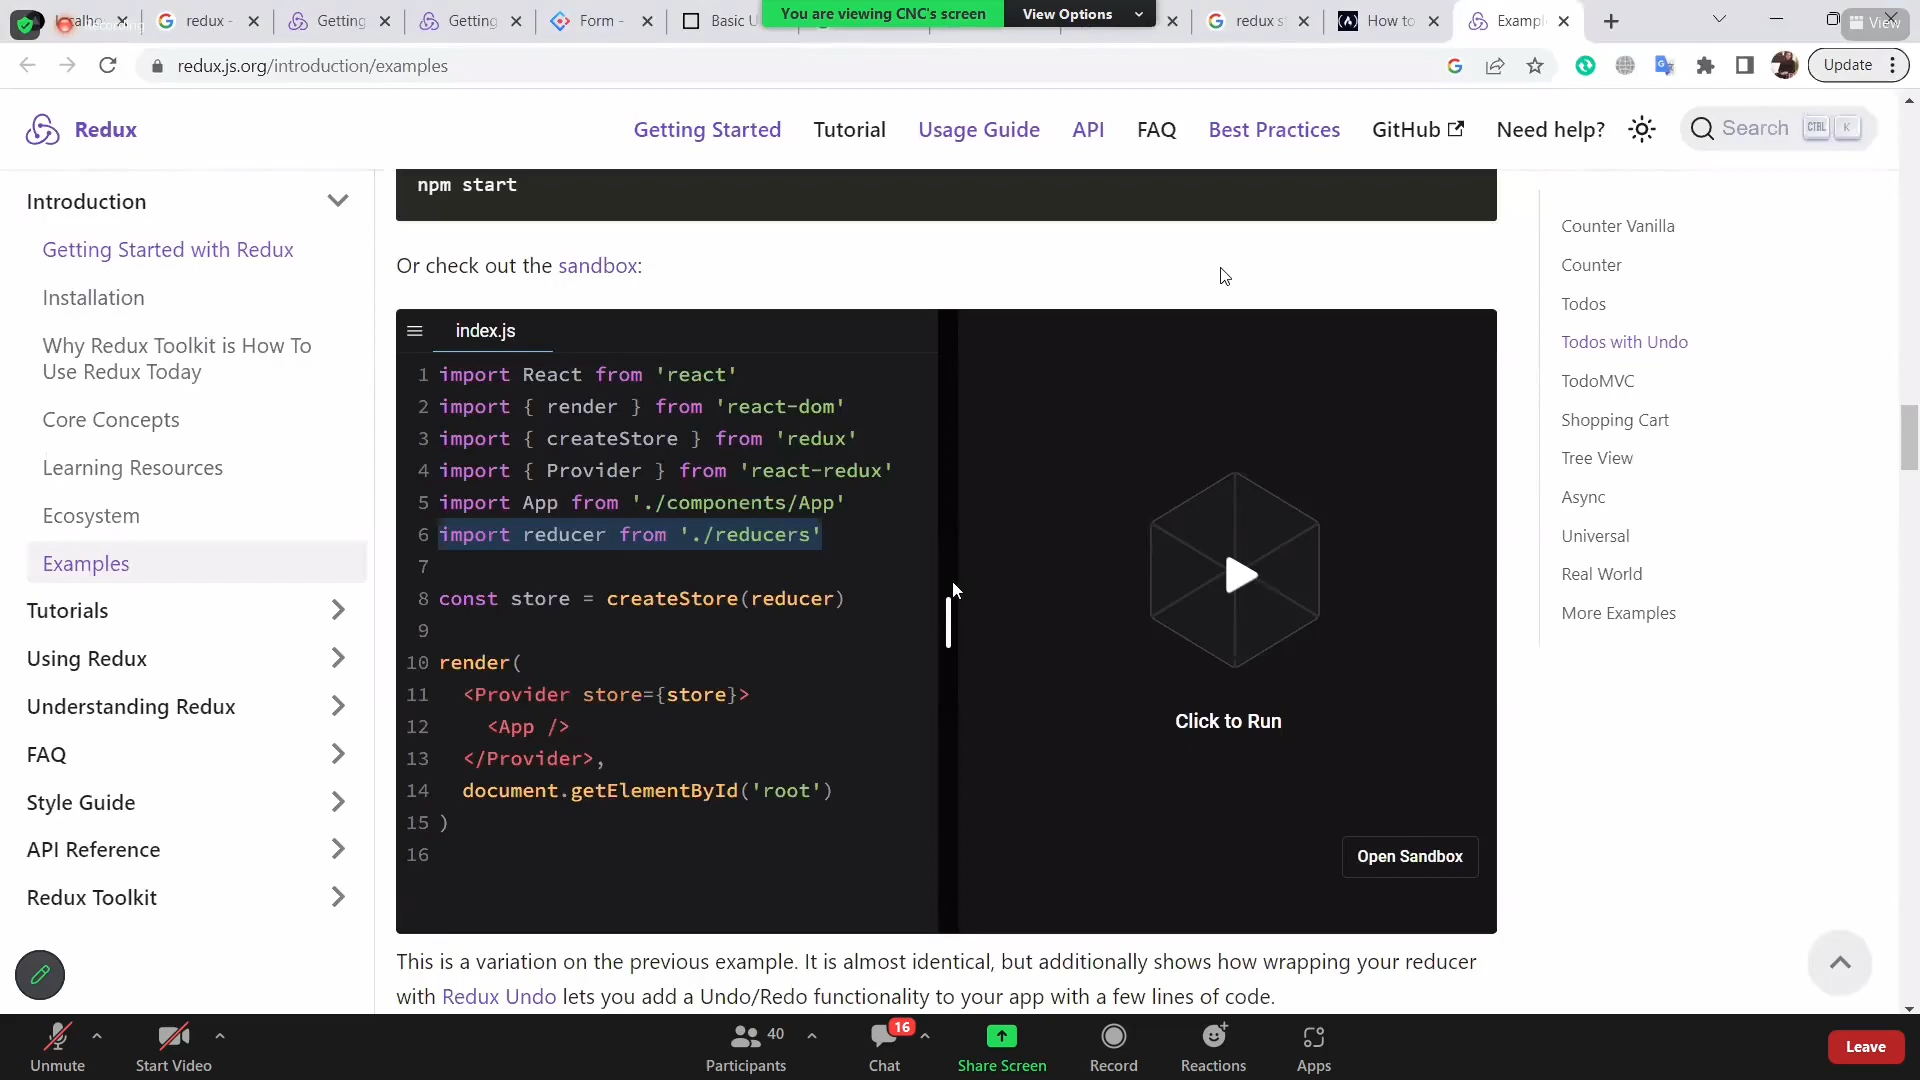 You are viewing CNC's screen
View Options
Recording
redux -
Getting
Getting
Form -
Basic U
redux s
How to
Exampl
View
redux.js.org/introduction/examples
Update
Redux
Getting Started
Tutorial
Usage Guide
API
FAQ
Best Practices
GitHub
Need help?
Search
CTRL
K
Introduction
Getting Started with Redux
Installation
Why Redux Toolkit is How To
Use Redux Today
Core Concepts
Learning Resources
Ecosystem
Examples
Tutorials
Using Redux
Understanding Redux
FAQ
Style Guide
API Reference
Redux Toolkit
npm start
Or check out the sandbox:
index.js
1 import React from 'react'
2 import { render } from 'react-dom'
3 import { createStore } from 'redux'
4 import { Provider } from 'react-redux'
5 import App from './components/App'
6 import reducer from './reducers'
7
8 const store = createStore(reducer)
9
10 render(
11 <Provider store={store}>
12 <App />
13 </Provider>,
14 document.getElementById('root')
15 )
16
Click to Run
Open Sandbox
This is a variation on the previous example. It is almost identical, but additionally shows how wrapping your reducer
with Redux Undo lets you add a Undo/Redo functionality to your app with a few lines of code.
Counter Vanilla
Counter
Todos
Todos with Undo
TodoMVC
Shopping Cart
Tree View
Async
Universal
Real World
More Examples
Unmute
Start Video
40
Participants
16
Chat
Share Screen
Record
Reactions
Apps
Leave